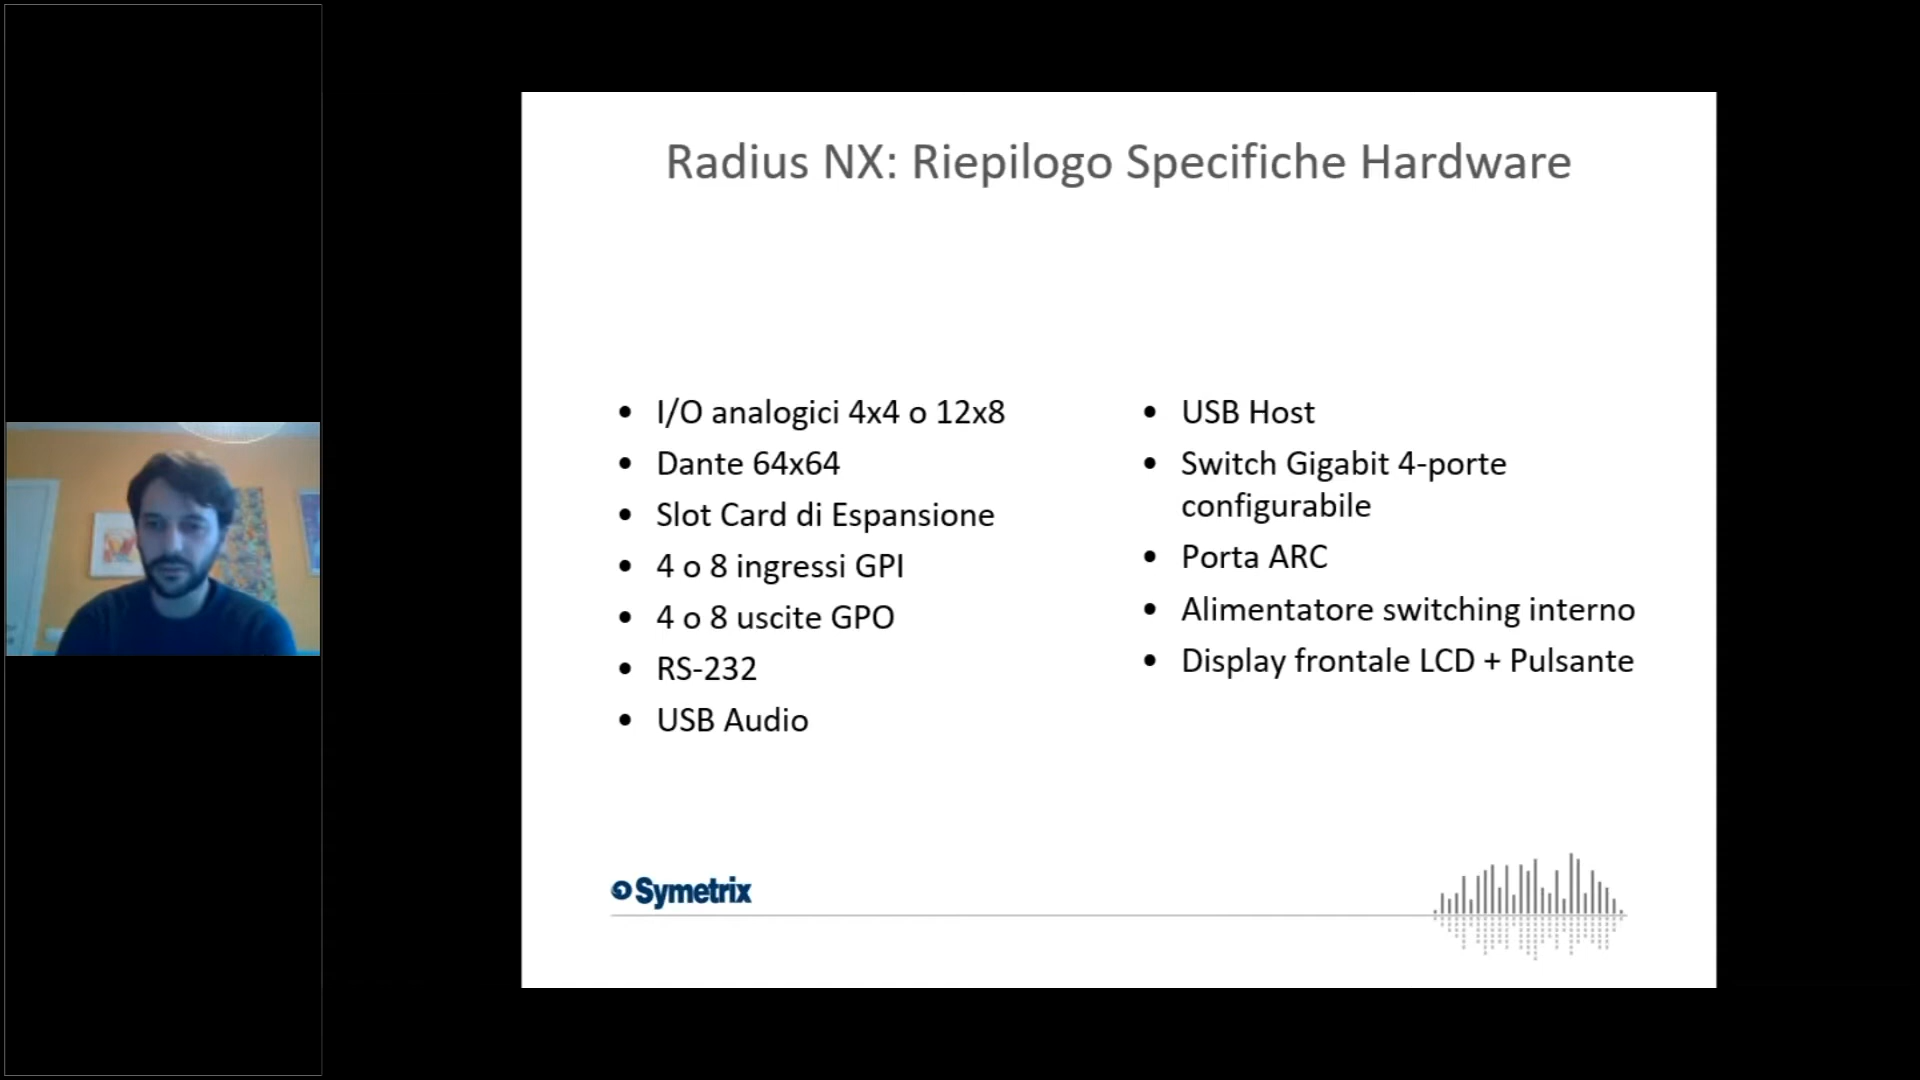 Radius NX: Riepilogo Specifiche Hardware
• I/O analogici 4x4 o 12x8
• Dante 64x64
• Slot Card di Espansione
• 4 o 8 ingressi GPI
• 4 o 8 uscite GPO
• RS-232
• USB Audio
• USB Host
• Switch Gigabit 4-porte
configurabile
• Porta ARC
• Alimentatore switching interno
• Display frontale LCD + Pulsante
Symetrix